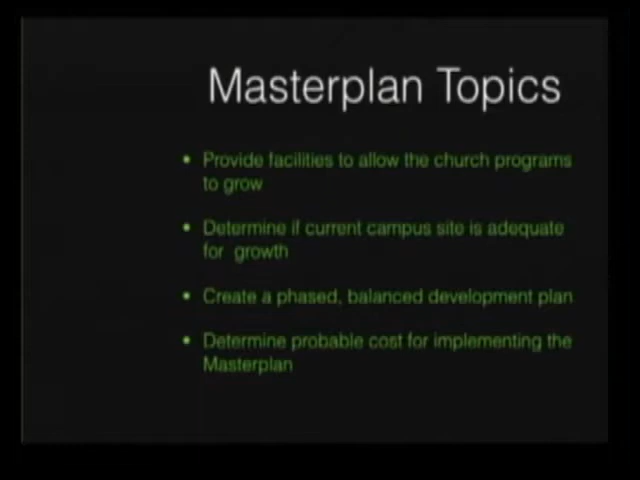 Masterplan Topics
• Provide facilities to allow the church programs
to grow
• Determine if current campus site is adequate
for growth
• Create a phased, balanced development plan
• Determine probable cost for implementing the
Masterplan